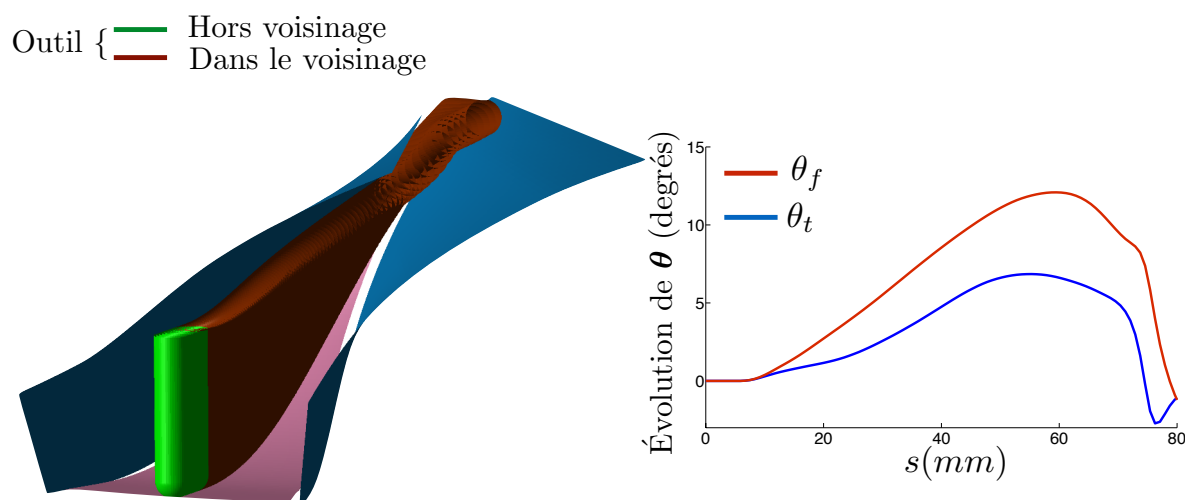 Outil {
Hors voisinage
Dans le voisinage
Évolution de θ (degrés)
15
10
5
0
θ_f
θ_t
0
20
40
60
80
s(mm)